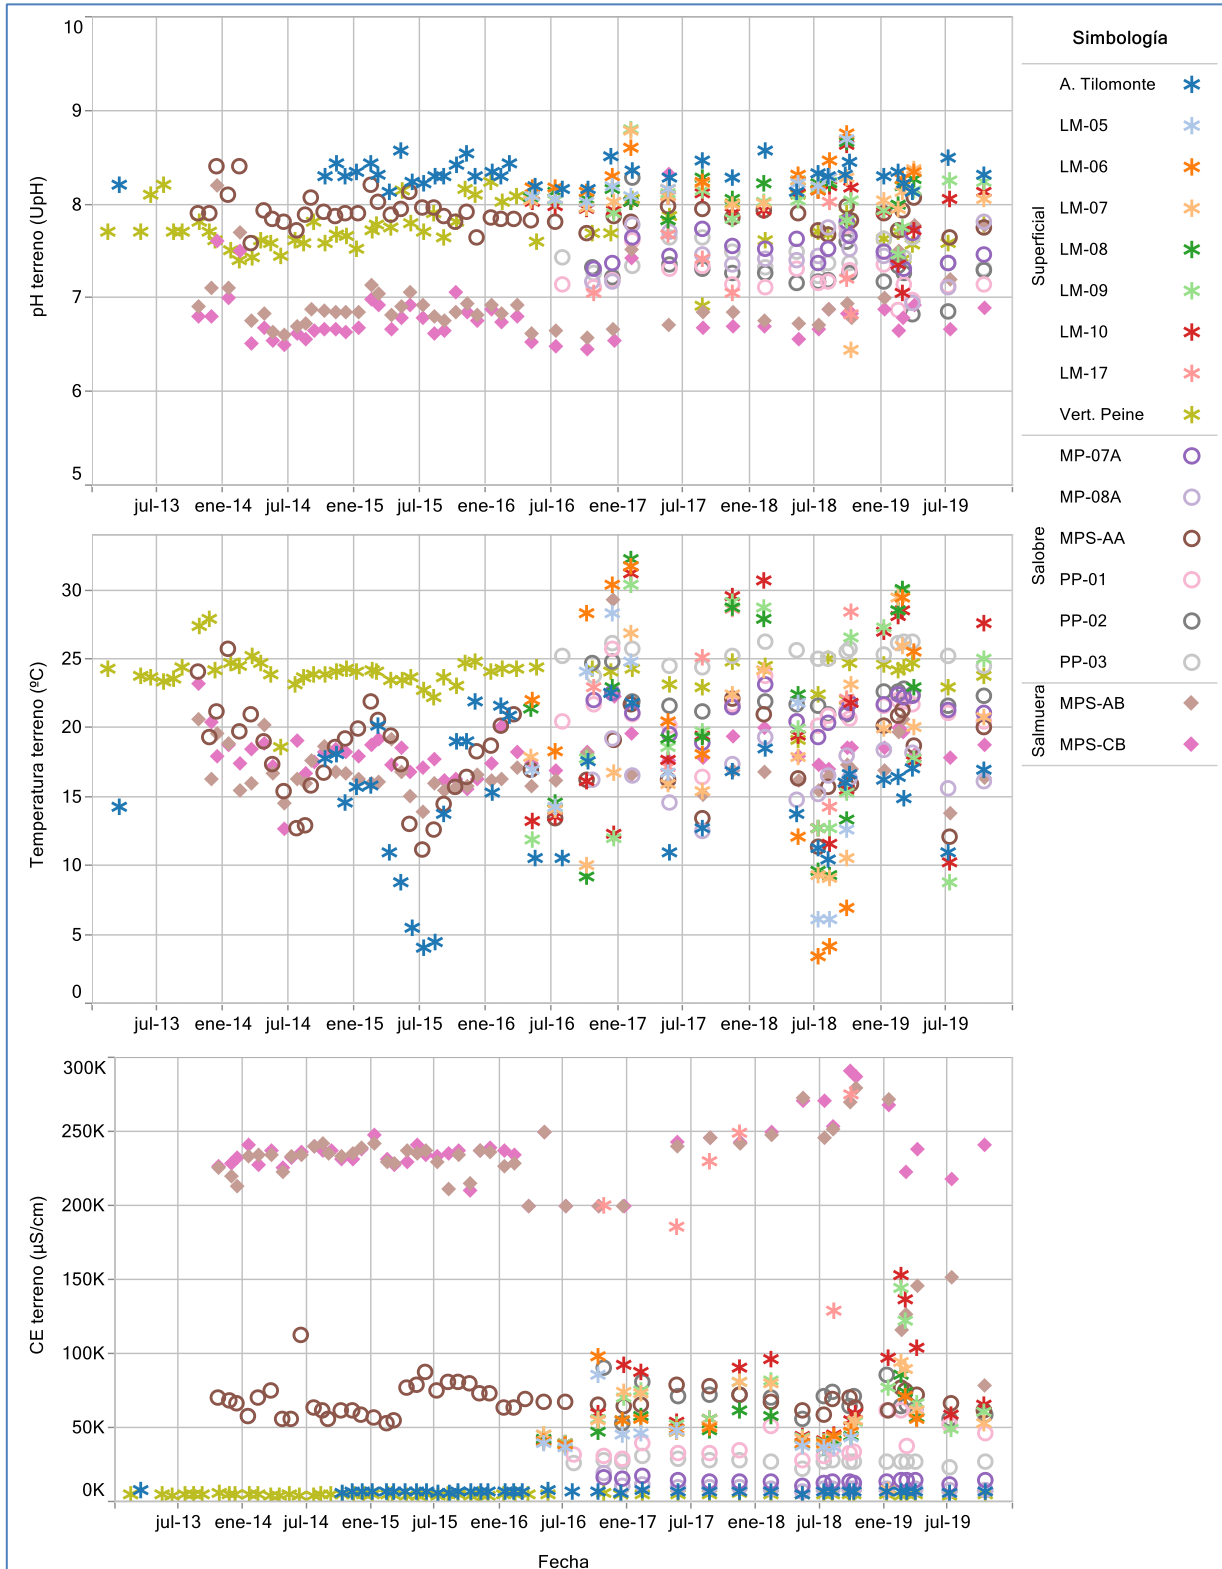 10
9
8
7
6
5
pH terreno (UpH)
jul-13 ene-14 jul-14 ene-15 jul-15 ene-16 jul-16 ene-17 jul-17 ene-18 jul-18 ene-19 jul-19
30
25
20
15
10
5
0
Temperatura terreno (ºC)
jul-13 ene-14 jul-14 ene-15 jul-15 ene-16 jul-16 ene-17 jul-17 ene-18 jul-18 ene-19 jul-19
300K
250K
200K
150K
100K
50K
0K
CE terreno (µS/cm)
jul-13 ene-14 jul-14 ene-15 jul-15 ene-16 jul-16 ene-17 jul-17 ene-18 jul-18 ene-19 jul-19
Fecha
Simbología
Superficial
A. Tilomonte
LM-05
LM-06
LM-07
LM-08
LM-09
LM-10
LM-17
Vert. Peine
Salobre
MP-07A
MP-08A
MPS-AA
PP-01
PP-02
PP-03
Salmuera
MPS-AB
MPS-CB